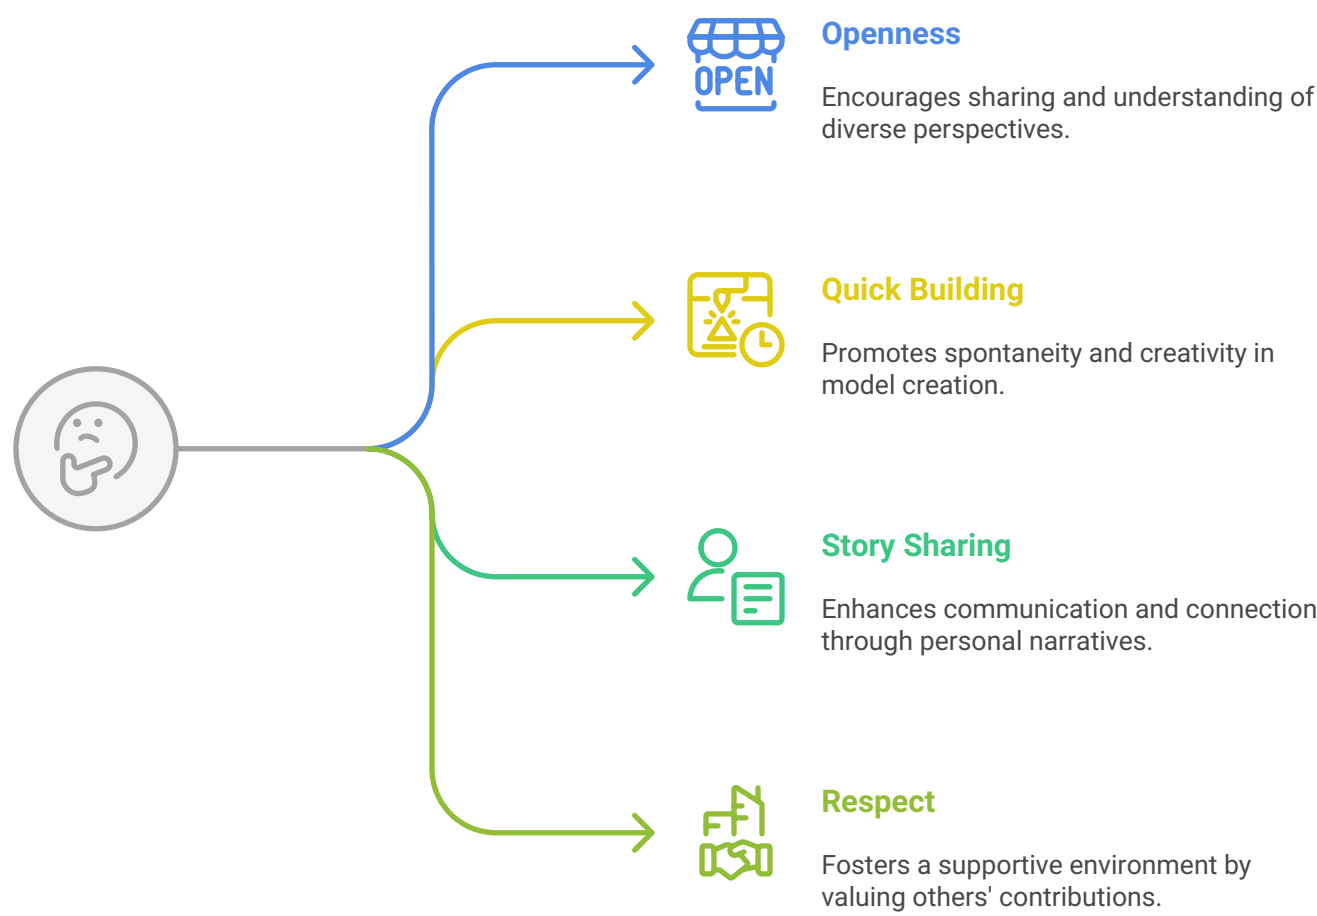 OPEN
Openness
Encourages sharing and understanding of
diverse perspectives.
Quick Building
Promotes spontaneity and creativity in
model creation.
Story Sharing
Enhances communication and connection
through personal narratives.
Respect
Fosters a supportive environment by
valuing others' contributions.